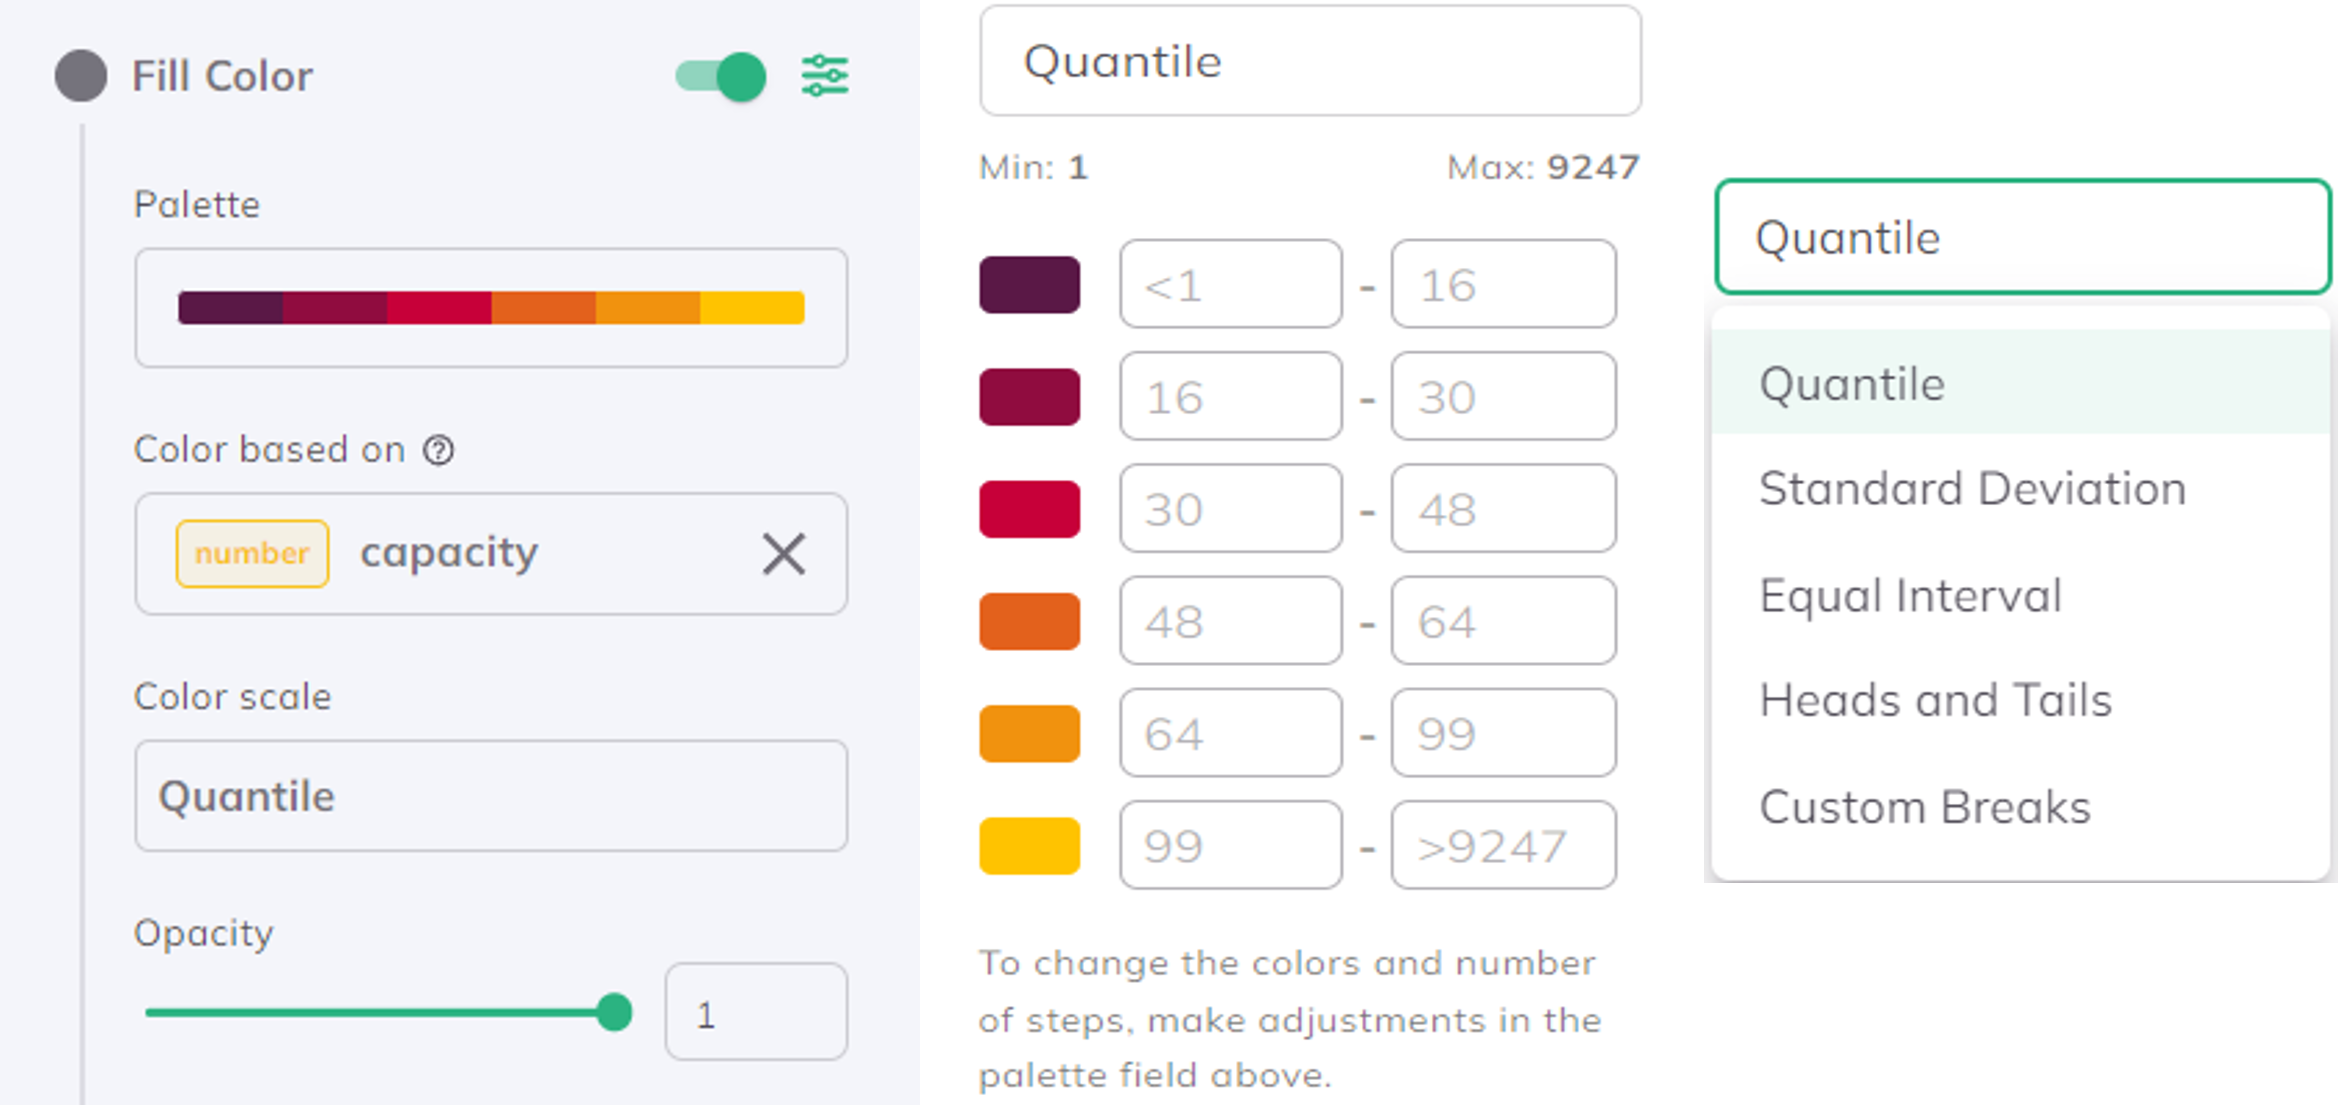 Fill Color
Palette
Color based on ?
number capacity
Color scale
Quantile
Opacity
1
Quantile
Min: 1 Max: 9247
<1 - 16
16 - 30
30 - 48
48 - 64
64 - 99
99 - >9247
To change the colors and number
of steps, make adjustments in the
palette field above.
Quantile
Quantile
Standard Deviation
Equal Interval
Heads and Tails
Custom Breaks